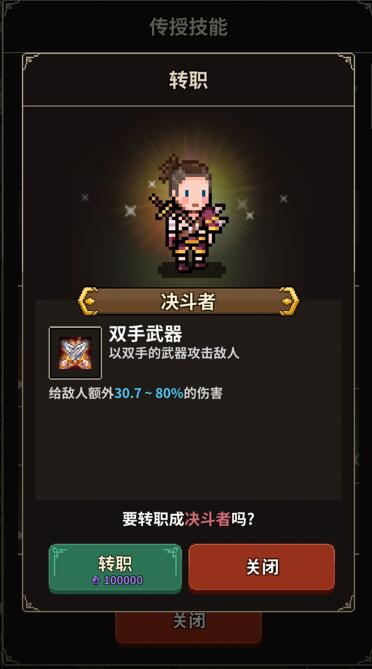 传授技能
转职
决斗者
双手武器
以双手的武器攻击敌人
给敌人额外30.7 ~ 80%的伤害
要转职成决斗者吗?
转职
100000
关闭
关闭